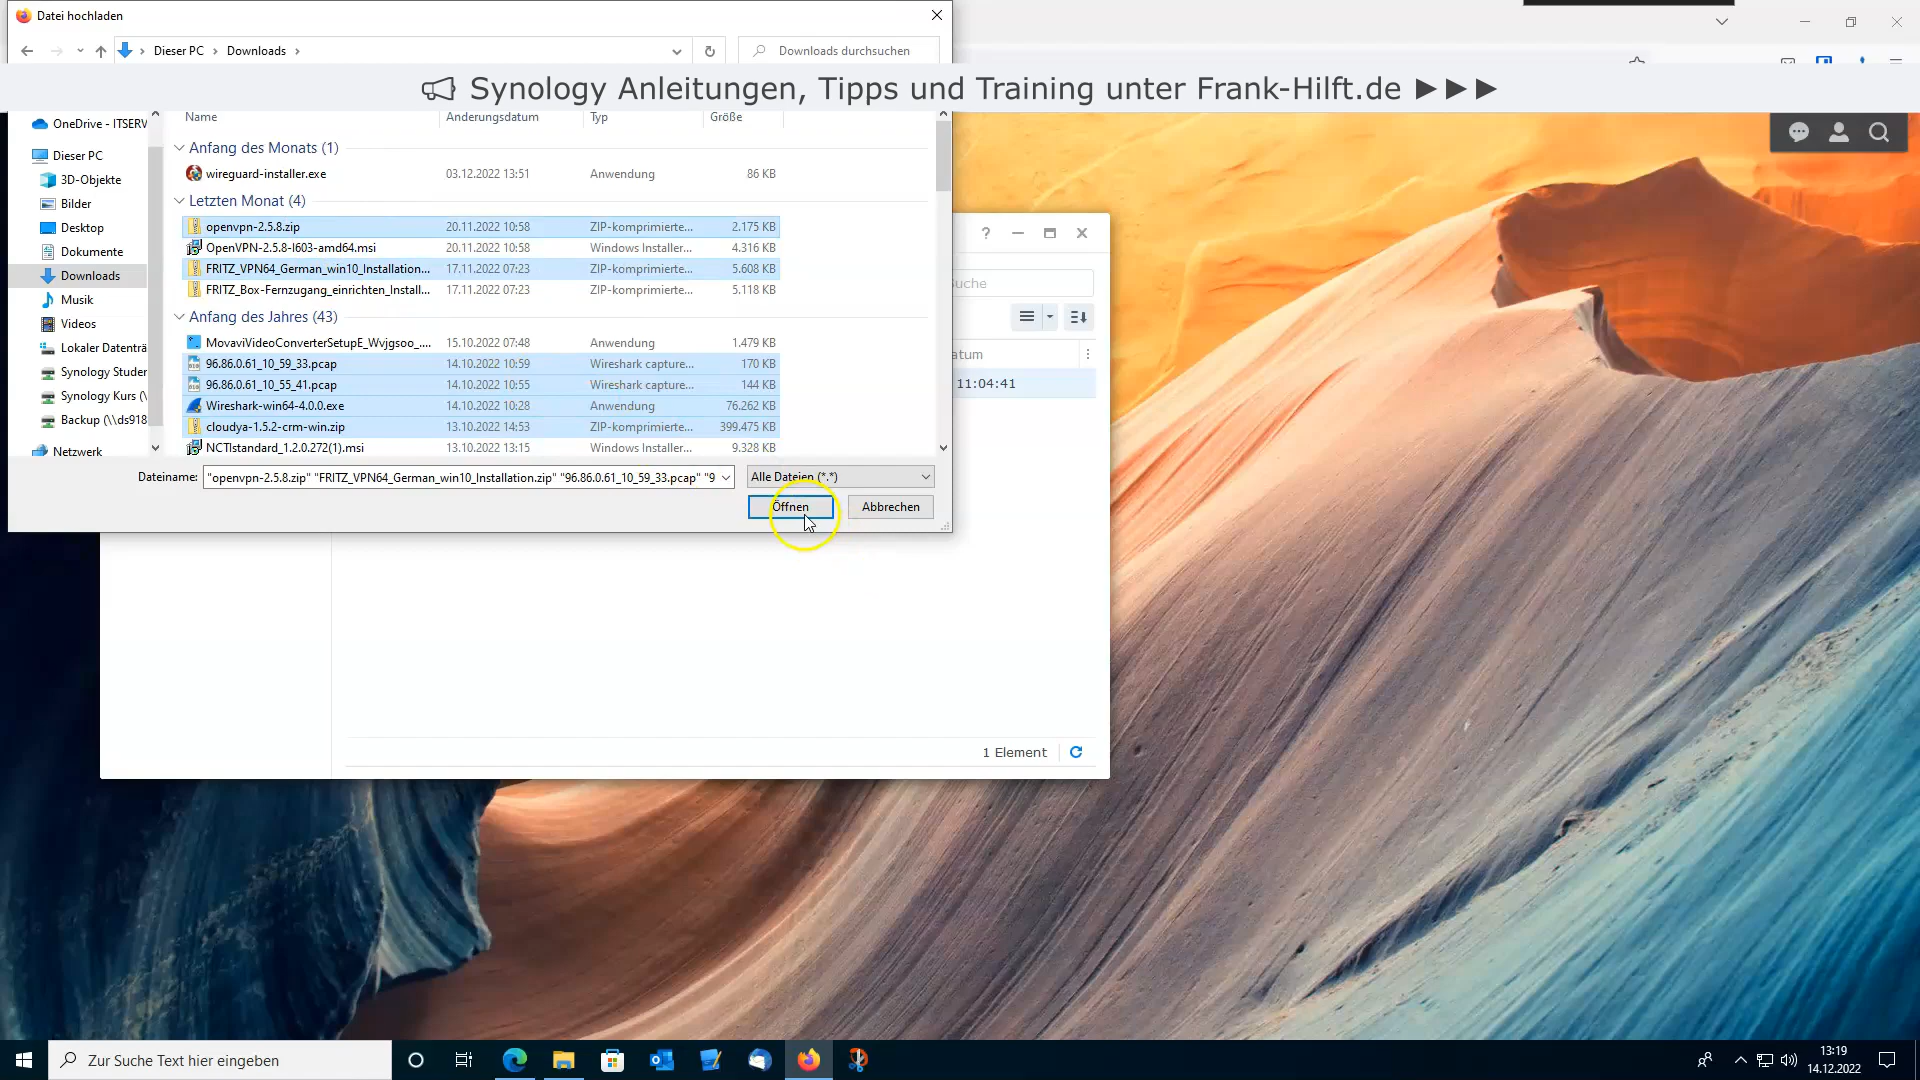 Datei hochladen
Dieser PC
Downloads
Downloads durchsuchen
Synology Anleitungen, Tipps und Training unter Frank-Hilft.de ►►►
Name
Änderungsdatum
Typ
Größe
OneDrive - ITSERV
Dieser PC
3D-Objekte
Bilder
Desktop
Dokumente
Downloads
Musik
Videos
Lokaler Datenträ
Synology Studer
Synology Kurs (\
Backup (\\ds918
Netzwerk
Anfang des Monats (1)
wireguard-installer.exe 03.12.2022 13:51 Anwendung 86 KB
Letzten Monat (4)
openvpn-2.5.8.zip 20.11.2022 10:58 ZIP-komprimierte... 2.175 KB
OpenVPN-2.5.8-I603-amd64.msi 20.11.2022 10:58 Windows Installer... 4.316 KB
FRITZ_VPN64_German_win10_Installation... 17.11.2022 07:23 ZIP-komprimierte... 5.608 KB
FRITZ_Box-Fernzugang_einrichten_Install... 17.11.2022 07:23 ZIP-komprimierte... 5.118 KB
Anfang des Jahres (43)
MovaviVideoConverterSetupE_Wvjgsoo_.... 15.10.2022 07:48 Anwendung 1.479 KB
96.86.0.61_10_59_33.pcap 14.10.2022 10:59 Wireshark capture... 170 KB
96.86.0.61_10_55_41.pcap 14.10.2022 10:55 Wireshark capture... 144 KB
Wireshark-win64-4.0.0.exe 14.10.2022 10:28 Anwendung 76.262 KB
cloudya-1.5.2-crm-win.zip 13.10.2022 14:53 ZIP-komprimierte... 399.475 KB
NCTIstandard_1.2.0.272(1).msi 13.10.2022 13:15 Windows Installer... 9.328 KB
Dateiname: "openvpn-2.5.8.zip" "FRITZ_VPN64_German_win10_Installation.zip" "96.86.0.61_10_59_33.pcap" "9
Alle Dateien (*.*)
Öffnen
Abbrechen
?
uche
atum
11:04:41
1 Element
Zur Suche Text hier eingeben
13:19
14.12.2022